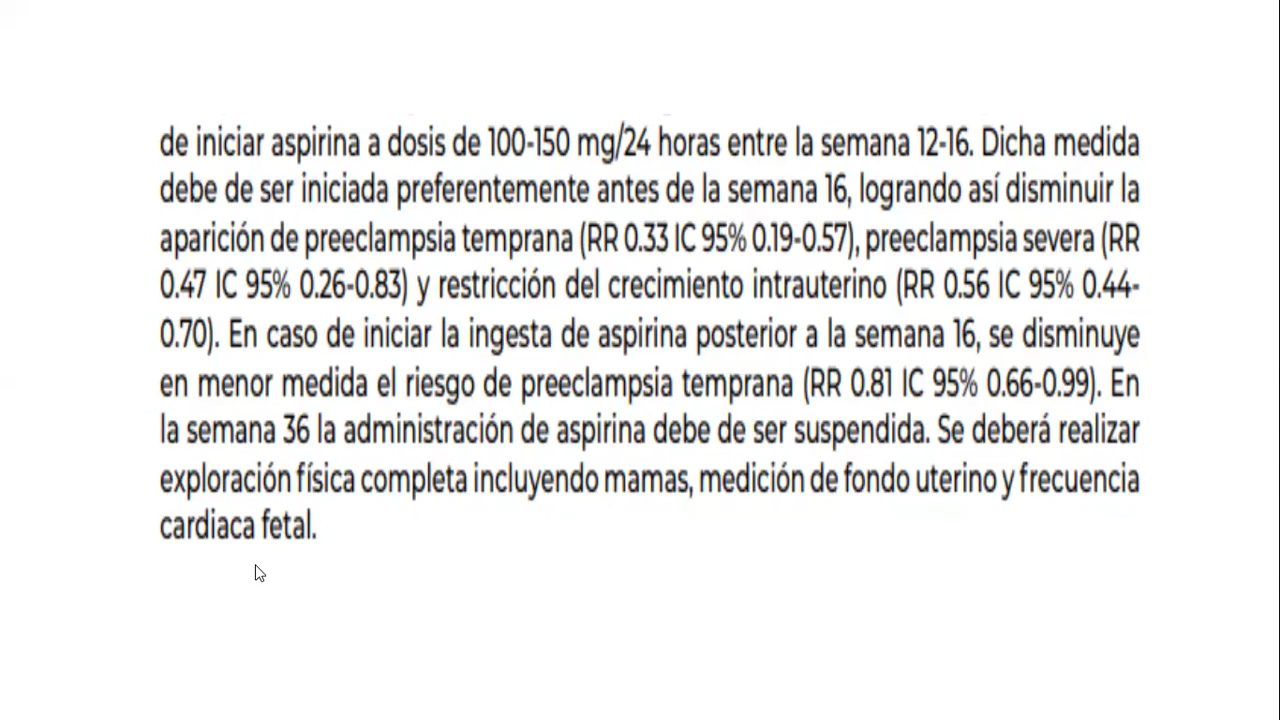 de iniciar aspirina a dosis de 100-150 mg/24 horas entre la semana 12-16. Dicha medida
debe de ser iniciada preferentemente antes de la semana 16, logrando así disminuir la
aparición de preeclampsia temprana (RR 0.33 IC 95% 0.19-0.57), preeclampsia severa (RR
0.47 IC 95% 0.26-0.83) y restricción del crecimiento intrauterino (RR 0.56 IC 95% 0.44-
0.70). En caso de iniciar la ingesta de aspirina posterior a la semana 16, se disminuye
en menor medida el riesgo de preeclampsia temprana (RR 0.81 IC 95% 0.66-0.99). En
la semana 36 la administración de aspirina debe de ser suspendida. Se deberá realizar
exploración física completa incluyendo mamas, medición de fondo uterino y frecuencia
cardiaca fetal.